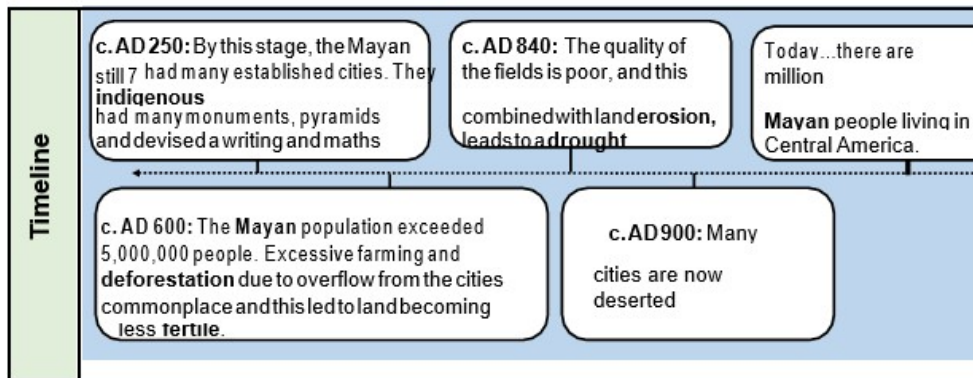 Timeline
c. AD 250: By this stage, the Mayan
still 7 had many established cities. They
indigenous
had many monuments, pyramids
and devised a writing and maths
c. AD 840: The quality of
the fields is poor, and this
combined with land erosion,
leads to a drought
Today...there are
million
Mayan people living in
Central America.
c. AD 600: The Mayan population exceeded
5,000,000 people. Excessive farming and
deforestation due to overflow from the cities
commonplace and this led to land becoming
less fertile.
c. AD 900: Many
cities are now
deserted